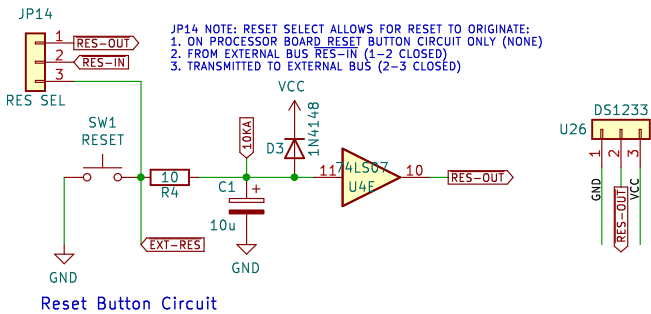 JP14
JP14 NOTE: RESET SELECT ALLOWS FOR RESET TO ORIGINATE:
1. ON PROCESSOR BOARD RESET BUTTON CIRCUIT ONLY (NONE)
2. FROM EXTERNAL BUS RES-IN (1-2 CLOSED)
3. TRANSMITTED TO EXTERNAL BUS (2-3 CLOSED)
1 RES-OUT
2 RES-IN
3
RES SEL
VCC
1N4148
DS1233
U26
SW1
RESET
10KA
D3
74LS07
1 2 3
10
R4
11
U4F
10
RES-OUT
C1
+
10u
GND
RES-OUT
VCC
EXT-RES
GND
GND
Reset Button Circuit